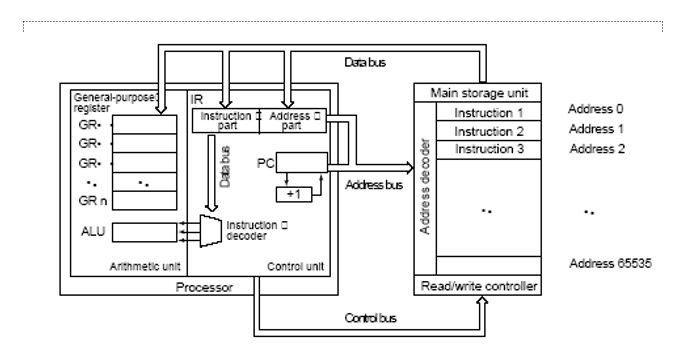 Data bus
General-purpose□
register
GR•
GR•
GR•
GR n
ALU
Arithmetic unit
IR
Instruction □
part
Address □
part
Data bus
PC
+1
Instruction □
decoder
Control unit
Processor
Address bus
Control bus
Main storage unit
Address decoder
Instruction 1
Instruction 2
Instruction 3
Read/write controller
Address 0
Address 1
Address 2
Address 65535